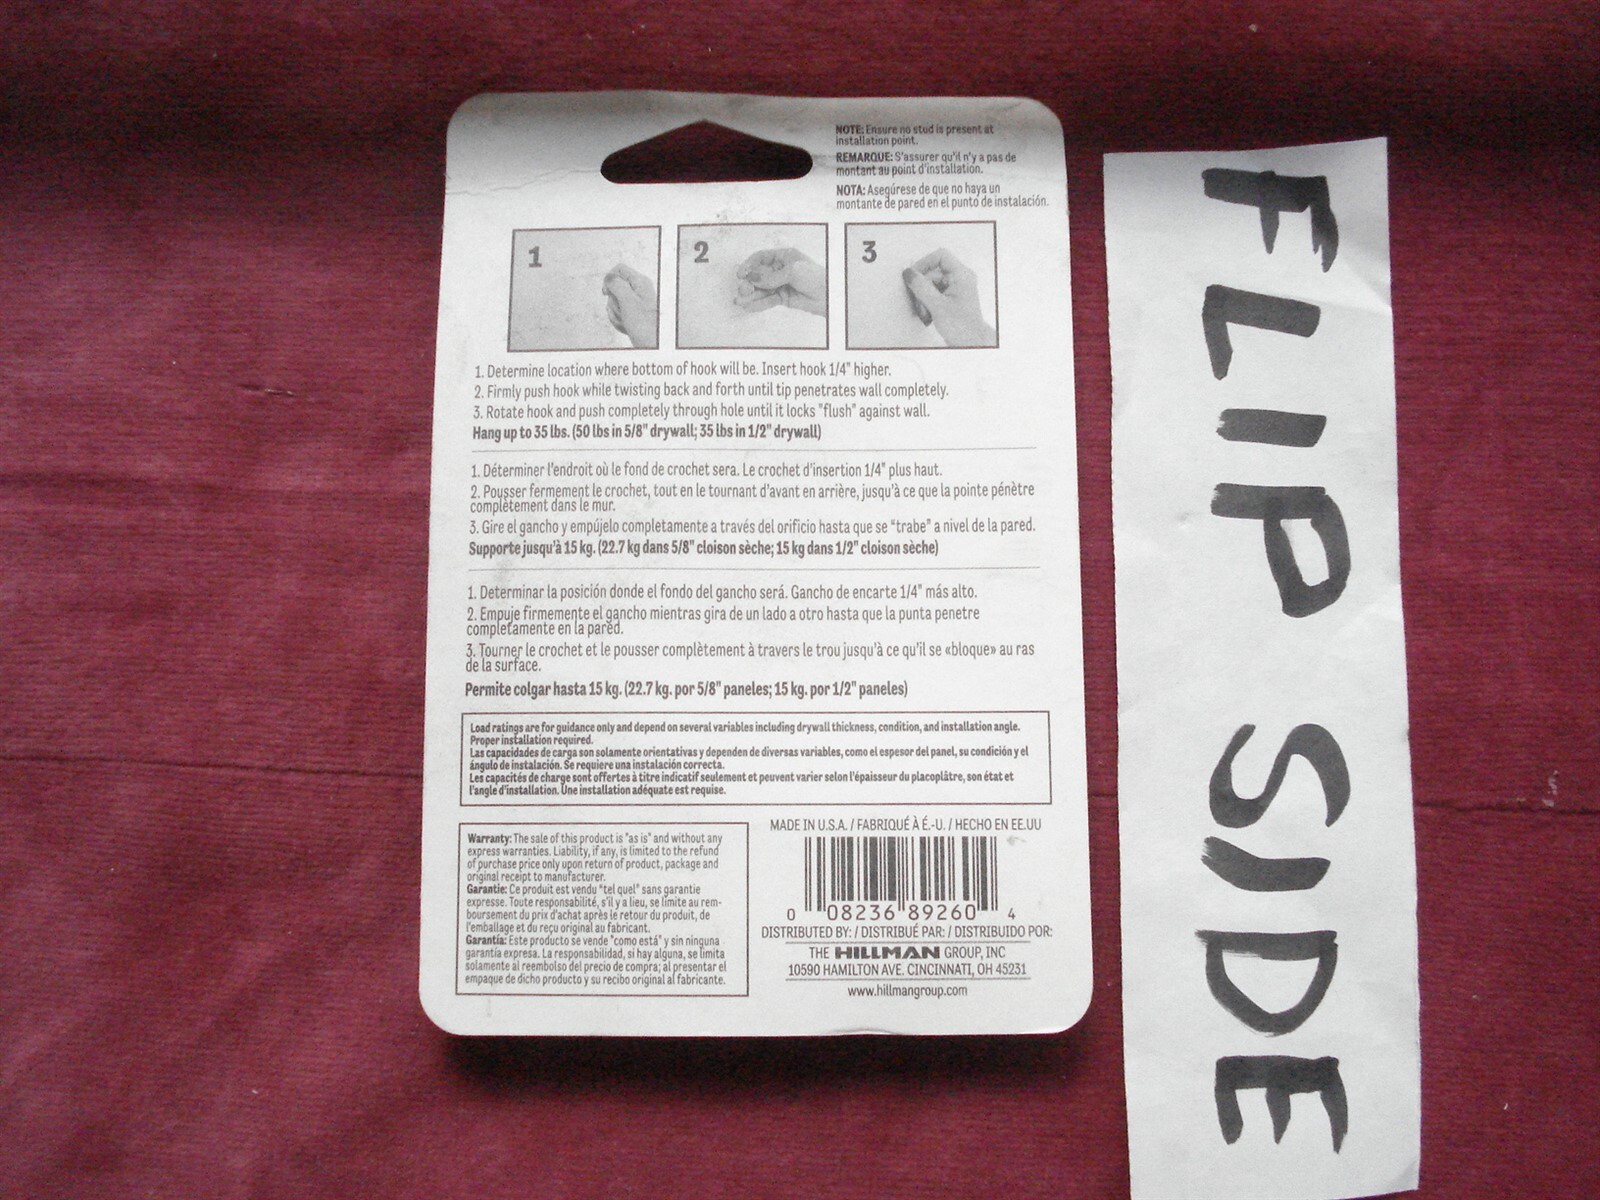 NOTE: Ensure no stud is present at
installation point.
REMARQUE: S'assurer qu'il n'y a pas de
montant au point d'installation.
NOTA: Asegúrese de que no haya un
montante de pared en el punto de instalación.
1
2
3
1. Determine location where bottom of hook will be. Insert hook 1/4" higher.
2. Firmly push hook while twisting back and forth until tip penetrates wall completely.
3. Rotate hook and push completely through hole until it locks "flush" against wall.
Hang up to 35 lbs. (50 lbs in 5/8" drywall; 35 lbs in 1/2" drywall)
1. Déterminer l'endroit où le fond de crochet sera. Le crochet d'insertion 1/4" plus haut.
2. Pousser fermement le crochet, tout en le tournant d'avant en arrière, jusqu'à ce que la pointe pénètre
complètement dans le mur.
3. Gire el gancho y empújelo completamente a través del orificio hasta que se "trabe" a nivel de la pared.
Supporte jusqu'à 15 kg. (22.7 kg dans 5/8" cloison sèche; 15 kg dans 1/2" cloison sèche)
1. Determinar la posición donde el fondo del gancho será. Gancho de encarte 1/4" más alto.
2. Empuje firmemente el gancho mientras gira de un lado a otro hasta que la punta penetre
completamente en la pared.
3. Tourner le crochet et le pousser complètement à travers le trou jusqu'à ce qu'il se «bloque» au ras
de la surface.
Permite colgar hasta 15 kg. (22.7 kg. por 5/8" paneles; 15 kg. por 1/2" paneles)
Load ratings are for guidance only and depend on several variables including drywall thickness, condition, and installation angle.
Proper installation required.
Las capacidades de carga son solamente orientativas y dependen de diversas variables, como el espesor del panel, su condición y el
ángulo de instalación. Se requiere una instalación correcta.
Les capacités de charge sont offertes à titre indicatif seulement et peuvent varier selon l'épaisseur du placoplâtre, son état et
l'angle d'installation. Une installation adéquate est requise.
Warranty: The sale of this product is "as is" and without any
express warranties. Liability, if any, is limited to the refund
of purchase price only upon return of product, package and
original receipt to manufacturer.
Garantie: Ce produit est vendu "tel quel" sans garantie
expresse. Toute responsabilité, s'il y a lieu, se limite au rem-
boursement du prix d'achat après le retour du produit, de
l'emballage et du reçu original au fabricant.
Garantía: Este producto se vende "como está" y sin ninguna
garantía expresa. La responsabilidad, si hay alguna, se limita
solamente al reembolso del precio de compra; al presentar el
empaque de dicho producto y su recibo original al fabricante.
MADE IN U.S.A. / FABRIQUÉ À É.-U. / HECHO EN EE.UU
0 08236 89260 4
DISTRIBUTED BY: / DISTRIBUÉ PAR: / DISTRIBUIDO POR:
THE HILLMAN GROUP, INC
10590 HAMILTON AVE. CINCINNATI, OH 45231
www.hillmangroup.com
FLIP SIDE